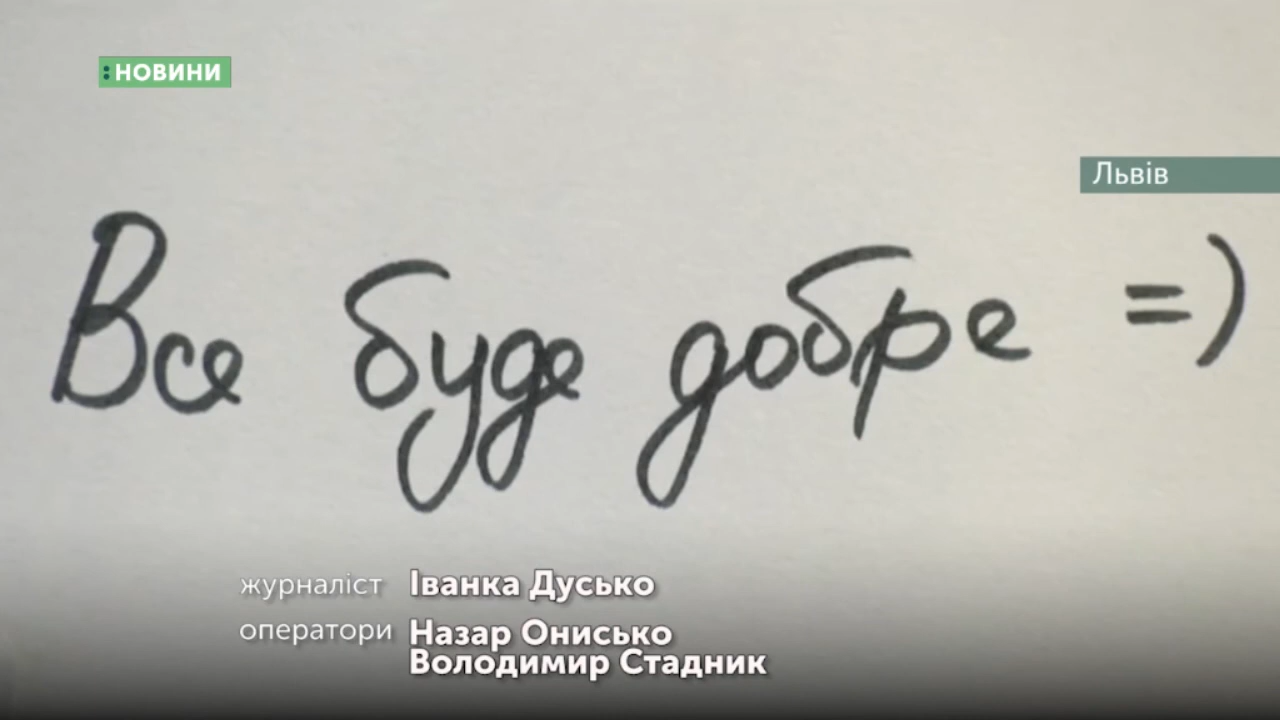 :НОВИНИ
Львів
Все буде добре =)
журналіст Іванка Дусько
оператори Назар Онисько
Володимир Стадник